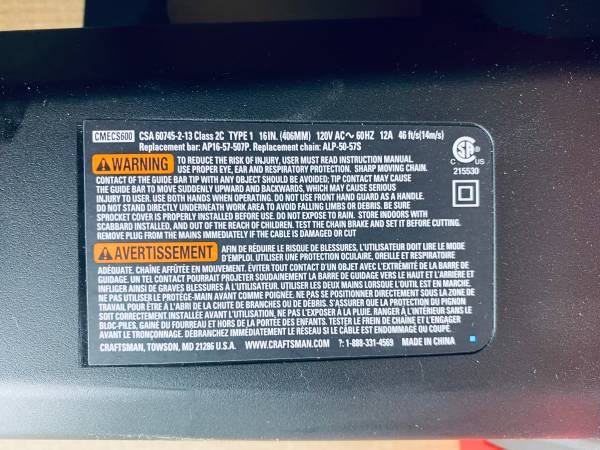 CMECS600 CSA 60745-2-13 Class 2C TYPE 1 16IN. (406MM) 120V AC~ 60HZ 12A 46 ft/s(14m/s)
Replacement bar: AP16-57-507P. Replacement chain: ALP-50-57S
WARNING TO REDUCE THE RISK OF INJURY, USER MUST READ INSTRUCTION MANUAL.
USE PROPER EYE, EAR AND RESPIRATORY PROTECTION. SHARP MOVING CHAIN.
CONTACT OF THE GUIDE BAR TIP WITH ANY OBJECT SHOULD BE AVOIDED; TIP CONTACT MAY CAUSE
THE GUIDE BAR TO MOVE SUDDENLY UPWARD AND BACKWARDS, WHICH MAY CAUSE SERIOUS
INJURY TO USER. USE BOTH HANDS WHEN OPERATING. DO NOT USE FRONT HAND GUARD AS A HANDLE.
DO NOT STAND DIRECTLY UNDERNEATH WORK AREA TO AVOID FALLING LIMBS OR DEBRIS. BE SURE
SPROCKET COVER IS PROPERLY INSTALLED BEFORE USE. DO NOT EXPOSE TO RAIN. STORE INDOORS WITH
SCABBARD INSTALLED, AND OUT OF THE REACH OF CHILDREN. TEST THE CHAIN BRAKE AND SET IT BEFORE CUTTING.
REMOVE PLUG FROM THE MAINS IMMEDIATELY IF THE CABLE IS DAMAGED OR CUT
C SA US
215530
AVERTISSEMENT AFIN DE RÉDUIRE LE RISQUE DE BLESSURES, L'UTILISATEUR DOIT LIRE LE MODE
D'EMPLOI. UTILISER UNE PROTECTION OCULAIRE, OREILLE ET RESPIRATOIRE
ADÉQUATE. CHAÎNE AFFÛTÉE EN MOUVEMENT. ÉVITER TOUT CONTACT D'UN OBJET AVEC L'EXTRÉMITÉ DE LA BARRE DE
GUIDAGE. UN TEL CONTACT POURRAIT PROJETER SOUDAINEMENT LA BARRE DE GUIDAGE VERS LE HAUT ET L'ARRIÈRE ET
INFLIGER AINSI DE GRAVES BLESSURES À L'UTILISATEUR. UTILISER LES DEUX MAINS LORSQUE L'OUTIL EST EN MARCHE.
NE PAS UTILISER LE PROTÈGE-MAIN AVANT COMME POIGNÉE. NE PAS SE POSITIONNER DIRECTEMENT SOUS LA ZONE DE
TRAVAIL POUR ÊTRE À L'ABRI DE LA CHUTE DE BRANCHES OU DE DÉBRIS. S'ASSURER QUE LA PROTECTION DU PIGNON
SOIT CORRECTEMENT INSTALLÉE AVANT L'UTILISATION. NE PAS L'EXPOSER À LA PLUIE. RANGER À L'INTÉRIEUR SANS LE
BLOC-PILES, GAINÉ DU FOURREAU ET HORS DE LA PORTÉE DES ENFANTS. TESTER LE FREIN DE CHAÎNE ET L'ENGAGER
AVANT LE TRONÇONNAGE. DÉBRANCHEZ IMMÉDIATEMENT LE RÉSEAU SI LE CÂBLE EST ENDOMMAGÉ OU COUPÉ.
CRAFTSMAN, TOWSON, MD 21286 U.S.A. WWW.CRAFTSMAN.COM ?: 1-888-331-4569 MADE IN CHINA